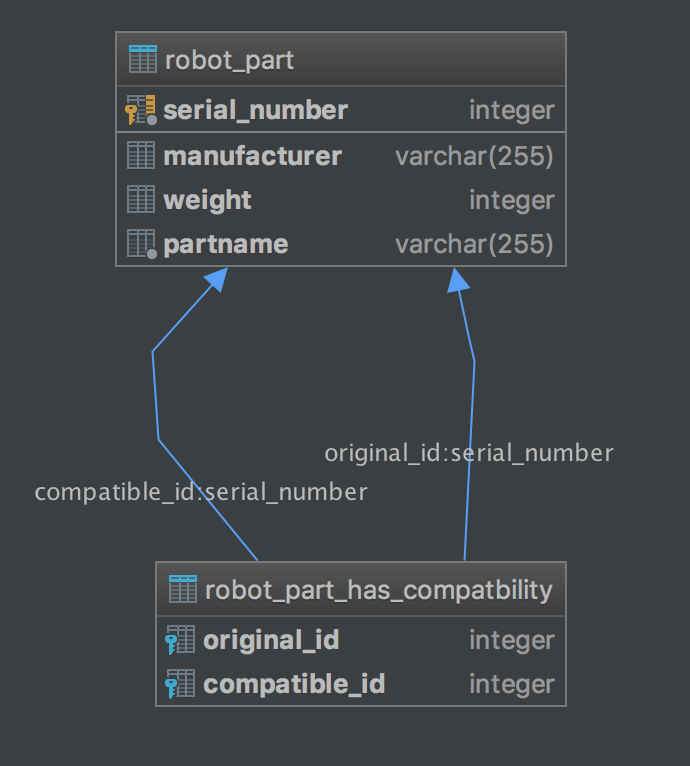 robot_part
serial_number integer
manufacturer varchar(255)
weight integer
partname varchar(255)
original_id:serial_number
compatible_id:serial_number
robot_part_has_compatbility
original_id integer
compatible_id integer